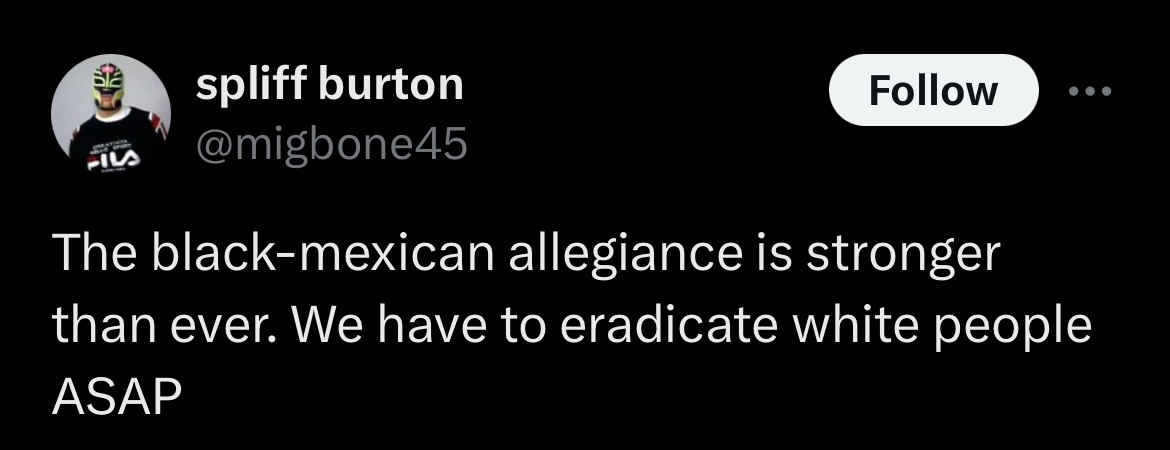 spliff burton
@migbone45
Follow
FILA
The black-mexican allegiance is stronger
than ever. We have to eradicate white people
ASAP